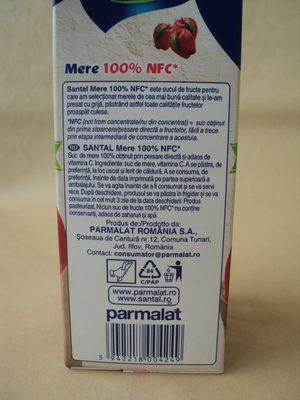 Mere 100% NFC*
Santal Mere 100% NFC* este sucul de fructe pentru
care am selecționat merele de cea mai bună calitate și le-am
presat cu grijă, păstrând astfel toate calitățile fructelor
proaspăt culese.
*NFC (not from concentrate/nu din concentrat) = suc obținut
din prima stoarcere/presare directă a fructelor, fără a trece
prin etapa intermediară de concentrare a acestuia.
RO SANTAL Mere 100% NFC*
Suc de mere 100% obținut prin presare directă și adaos de
vitamina C. Ingrediente: suc de mere, vitamina C. A se păstra, de
preferință, la loc uscat și ferit de căldură. A se consuma, de
preferință, înainte de data imprimată pe partea superioară a
ambalajului. Se va agita înainte de a fi consumat și se va servi
rece. După deschidere, produsul se va păstra în frigider și se va
consuma în cel mult 3 zile de la data deschiderii. Produs
pasteurizat. Niciun suc de fructe 100% NFC* nu conține
conservanți, adaos de zaharuri și apă.
Produs de:/Prodotto da:
PARMALAT ROMÂNIA S.A.,
Șoseaua de Centură nr.12, Comuna Tunari,
Jud. Ilfov, România
Contact: consumator@parmalat.ro
84
C/PAP
www.parmalat.ro
www.santal.ro
parmalat
5 942218 004249